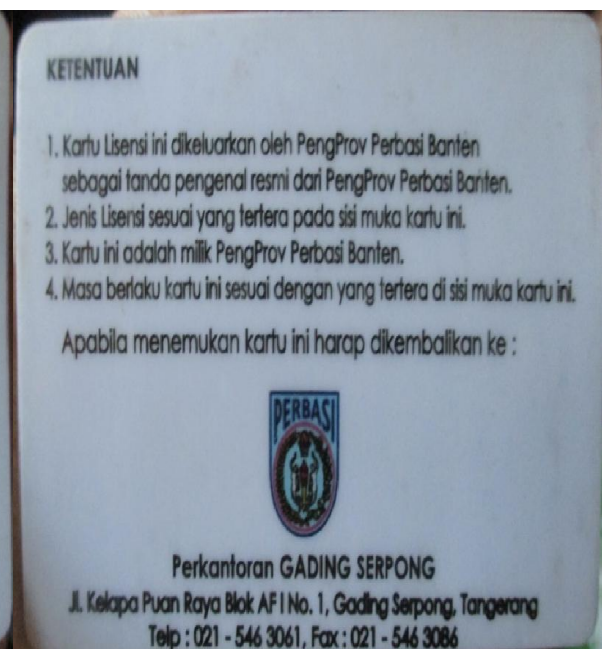 KETENTUAN
1. Kartu Lisensi ini dikeluarkan oleh PengProv Perbasi Banten
sebagai tanda pengenal resmi dari PengProv Perbasi Banten.
2. Jenis Lisensi sesuai yang tertera pada sisi muka kartu ini.
3. Kartu ini adalah milik PengProv Perbasi Banten.
4. Masa berlaku kartu ini sesuai dengan yang tertera di sisi muka kartu ini.
Apabila menemukan kartu ini harap dikembalikan ke :
PERBASI
Perkantoran GADING SERPONG
Jl. Kelapa Puan Raya Blok AF I No. 1, Gading Serpong, Tangerang
Telp : 021 - 546 3061, Fax : 021 - 546 3086